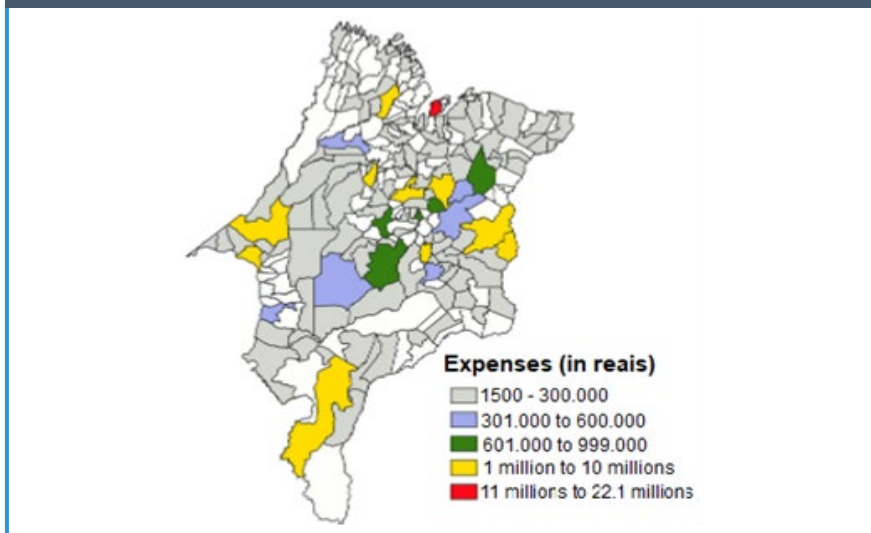 Expenses (in reais)
1500 - 300.000
301.000 to 600.000
601.000 to 999.000
1 million to 10 millions
11 millions to 22.1 millions